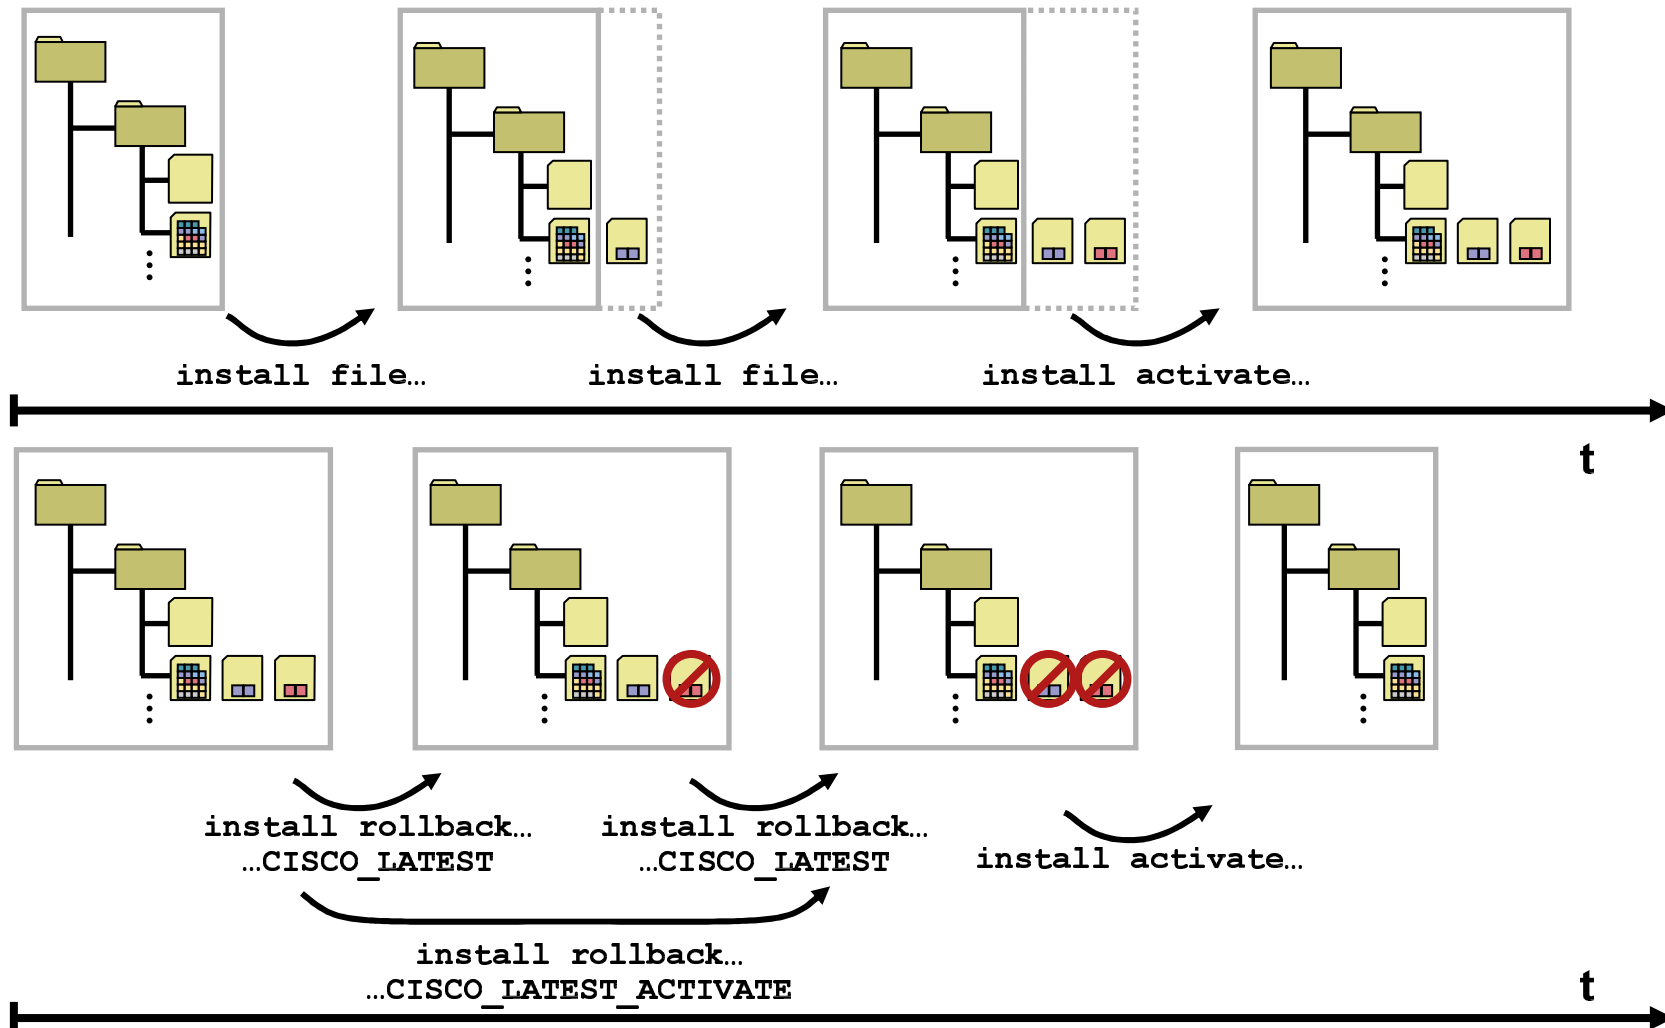 install file…
install file…
install activate…
t
install rollback…
…CISCO_LATEST
install rollback…
…CISCO_LATEST
install activate…
install rollback…
…CISCO_LATEST_ACTIVATE
t